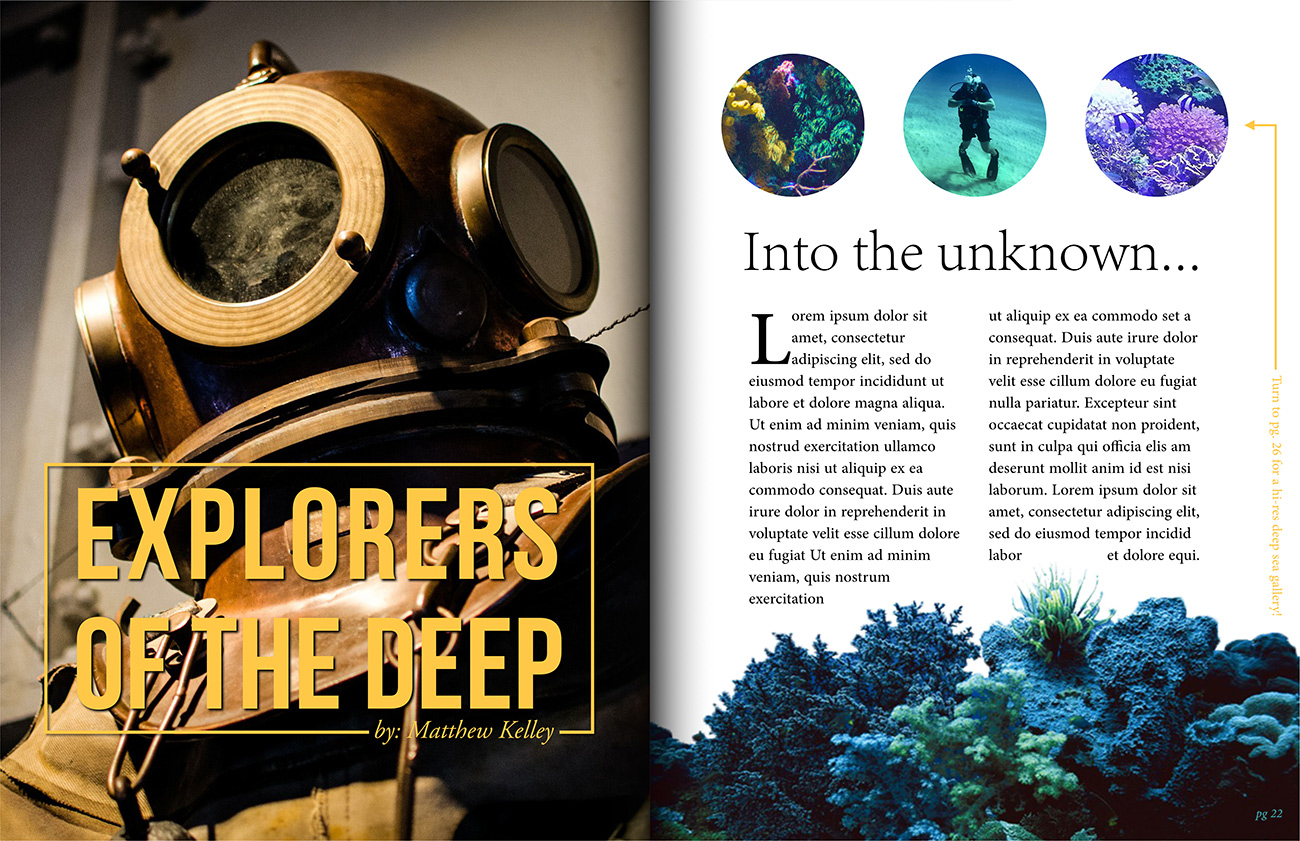 EXPLORERS
OF THE DEEP
by: Matthew Kelley
Into the unknown...
Lorem ipsum dolor sit
amet, consectetur
adipiscing elit, sed do
eiusmod tempor incididunt ut
labore et dolore magna aliqua.
Ut enim ad minim veniam, quis
nostrud exercitation ullamco
laboris nisi ut aliquip ex ea
commodo consequat. Duis aute
irure dolor in reprehenderit in
voluptate velit esse cillum dolore
eu fugiat Ut enim ad minim
veniam, quis nostrum
exercitation
ut aliquip ex ea commodo set a
consequat. Duis aute irure dolor
in reprehenderit in voluptate
velit esse cillum dolore eu fugiat
nulla pariatur. Excepteur sint
occaecat cupidatat non proident,
sunt in culpa qui officia elis am
deserunt mollit anim id est nisi
laborum. Lorem ipsum dolor sit
amet, consectetur adipiscing elit,
sed do eiusmod tempor incidid
labor et dolore equi.
Turn to pg. 26 for a hi-res deep sea gallery!
pg 22